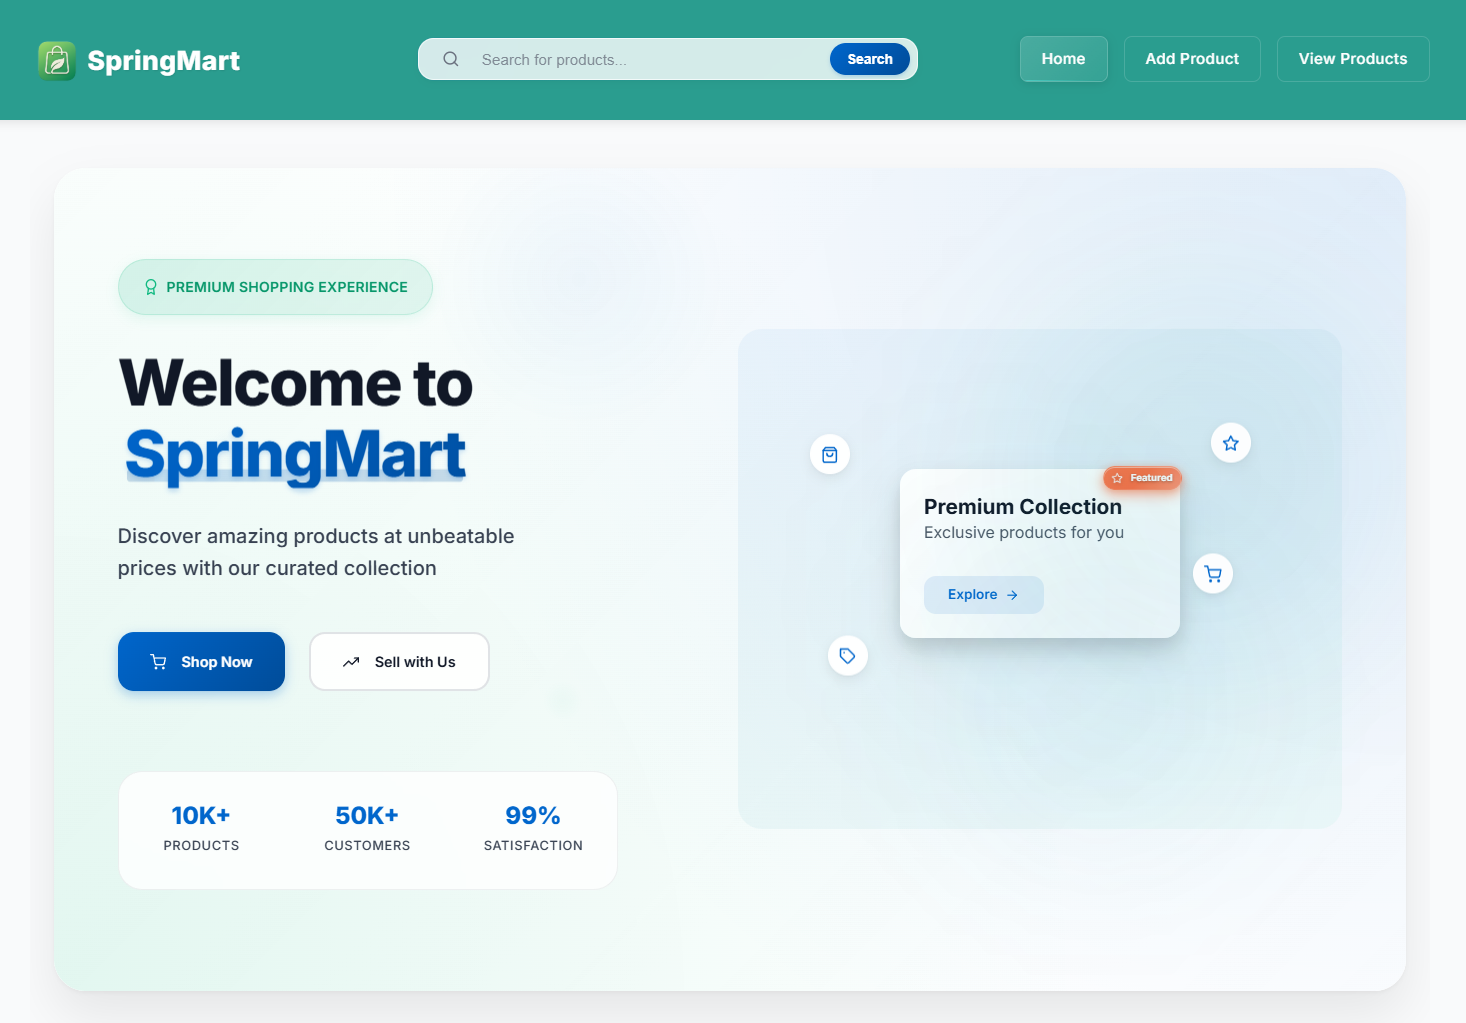 SpringMart
Search for products...
Search
Home
Add Product
View Products
PREMIUM SHOPPING EXPERIENCE
Welcome to
SpringMart
Discover amazing products at unbeatable
prices with our curated collection
Shop Now
Sell with Us
10K+
50K+
99%
PRODUCTS
CUSTOMERS
SATISFACTION
Featured
Premium Collection
Exclusive products for you
Explore